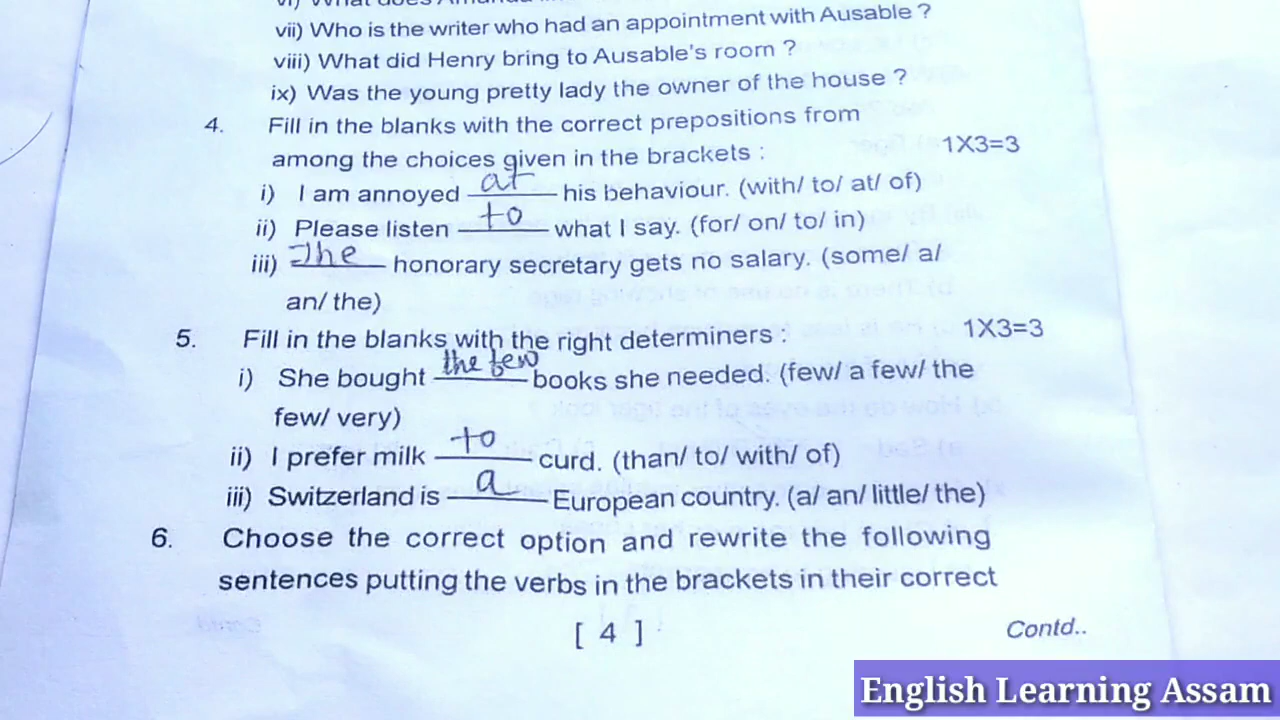 vii) Who is the writer who had an appointment with Ausable ?
viii) What did Henry bring to Ausable's room ?
ix) Was the young pretty lady the owner of the house ?
4. Fill in the blanks with the correct prepositions from
among the choices given in the brackets : 1X3=3
i) I am annoyed at his behaviour. (with/ to/ at/ of)
ii) Please listen to what I say. (for/ on/ to/ in)
iii) The honorary secretary gets no salary. (some/ a/
an/ the)
5. Fill in the blanks with the right determiners : 1X3=3
i) She bought the few books she needed. (few/ a few/ the
few/ very)
ii) I prefer milk to curd. (than/ to/ with/ of)
iii) Switzerland is a European country. (a/ an/ little/ the)
6. Choose the correct option and rewrite the following
sentences putting the verbs in the brackets in their correct
[ 4 ]
Contd..
English Learning Assam